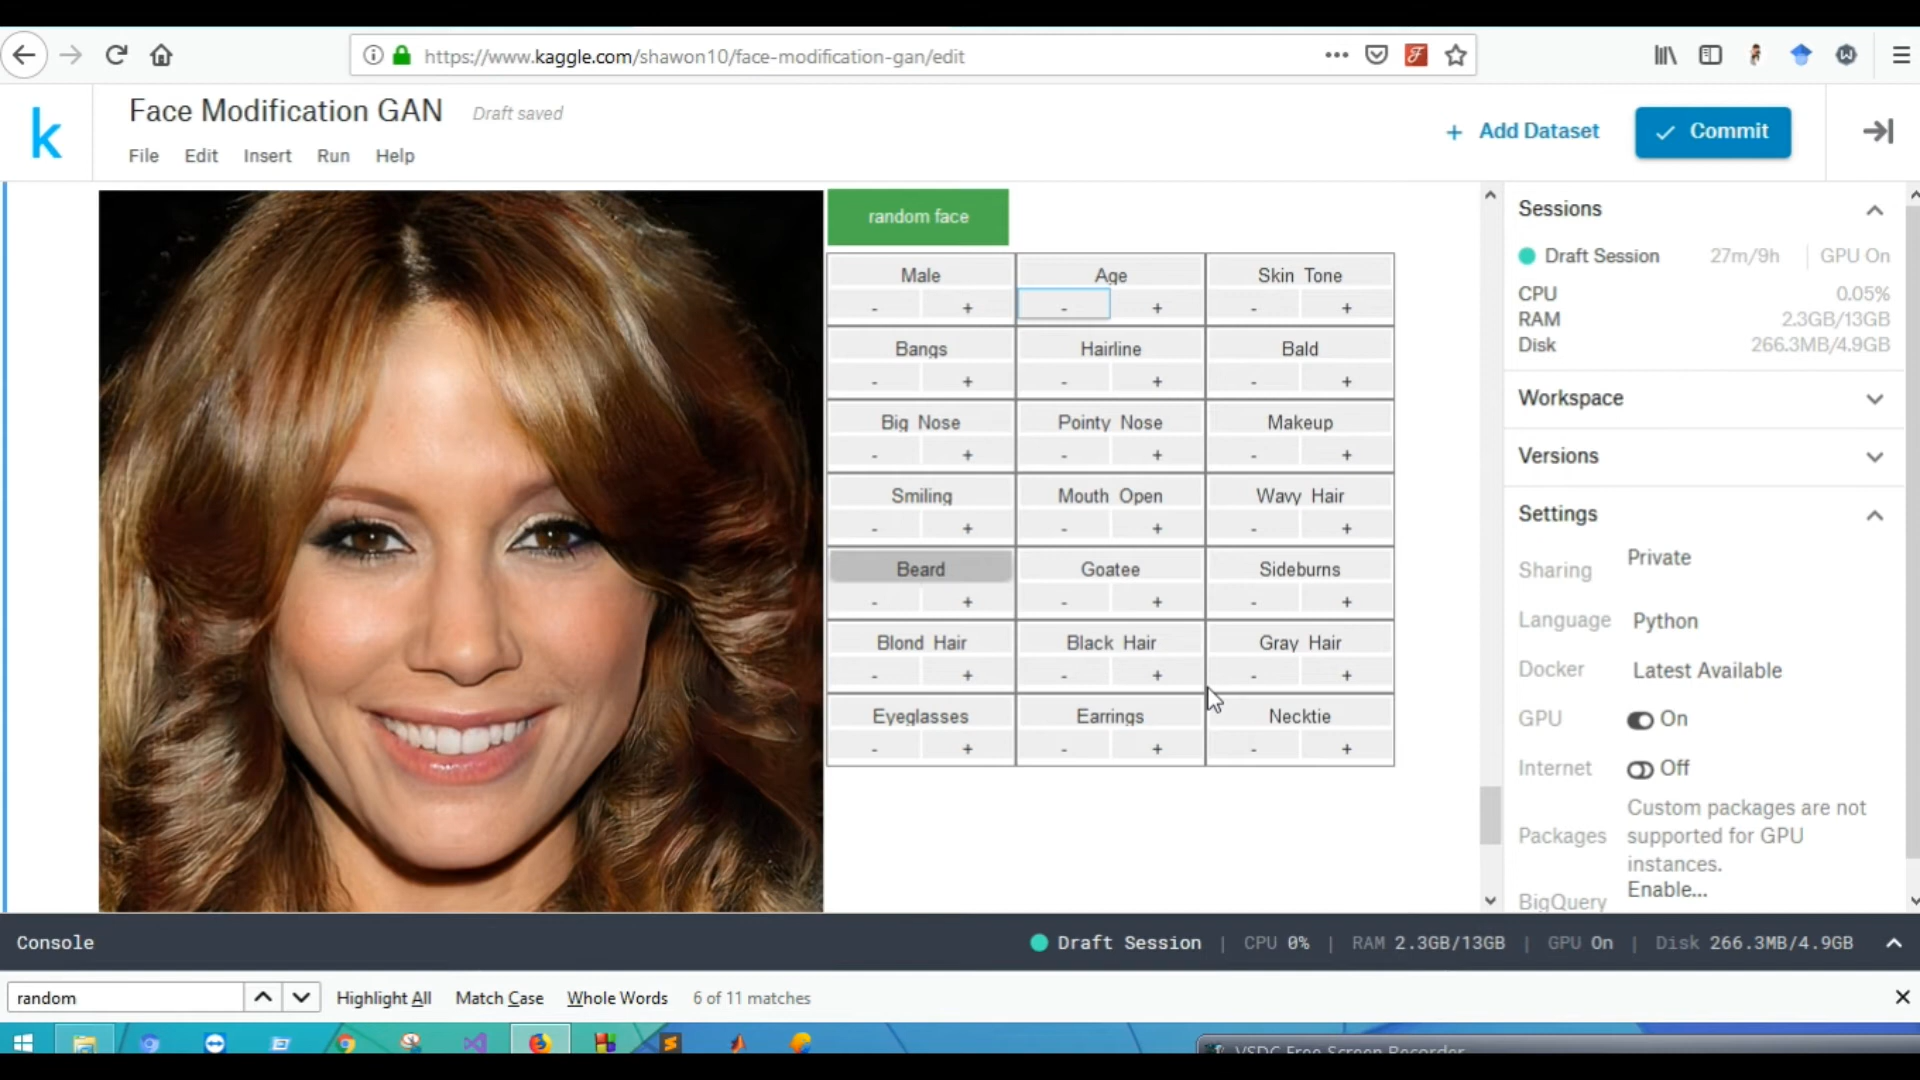 https://www.kaggle.com/shawon10/face-modification-gan/edit
k
Face Modification GAN Draft saved
File Edit Insert Run Help
+ Add Dataset
Commit
random face
Male Age Skin Tone
- + - + - +
Bangs Hairline Bald
- + - + - +
Big Nose Pointy Nose Makeup
- + - + - +
Smiling Mouth Open Wavy Hair
- + - + - +
Beard Goatee Sideburns
- + - + - +
Blond Hair Black Hair Gray Hair
- + - + - +
Eyeglasses Earrings Necktie
- + - + - +
Sessions
Draft Session 27m/9h GPU On
CPU 0.05%
RAM 2.3GB/13GB
Disk 266.3MB/4.9GB
Workspace
Versions
Settings
Sharing Private
Language Python
Docker Latest Available
GPU On
Internet Off
Packages Custom packages are not
supported for GPU
instances.
BigQuery Enable...
Console Draft Session | CPU 0% | RAM 2.3GB/13GB | GPU On | Disk 266.3MB/4.9GB
random Highlight All Match Case Whole Words 6 of 11 matches
VSDC Free Screen Recorder